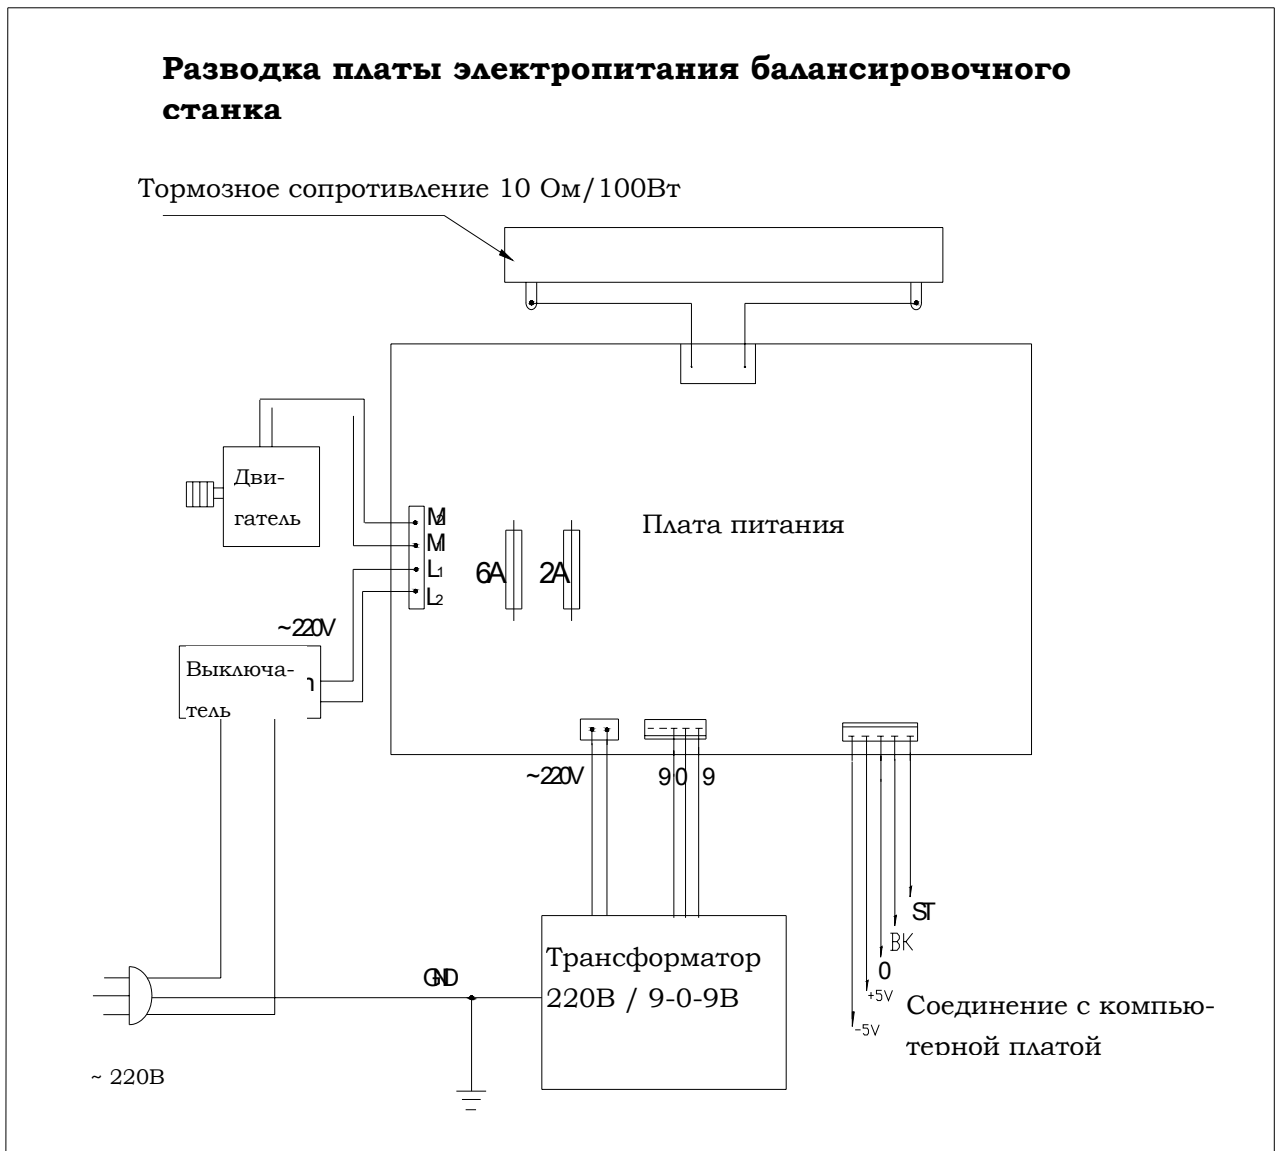 Разводка платы электропитания балансировочного
станка
Тормозное сопротивление 10 Ом/100Вт
Дви-
гатель
Плата питания
M2
M1
L1
L2
6A
2A
~220V
Выключа-
тель
~220V
9 0 9
ST
BK
0
+5V
-5V
Соединение с компью-
терной платой
Трансформатор
220В / 9-0-9В
GND
~ 220В